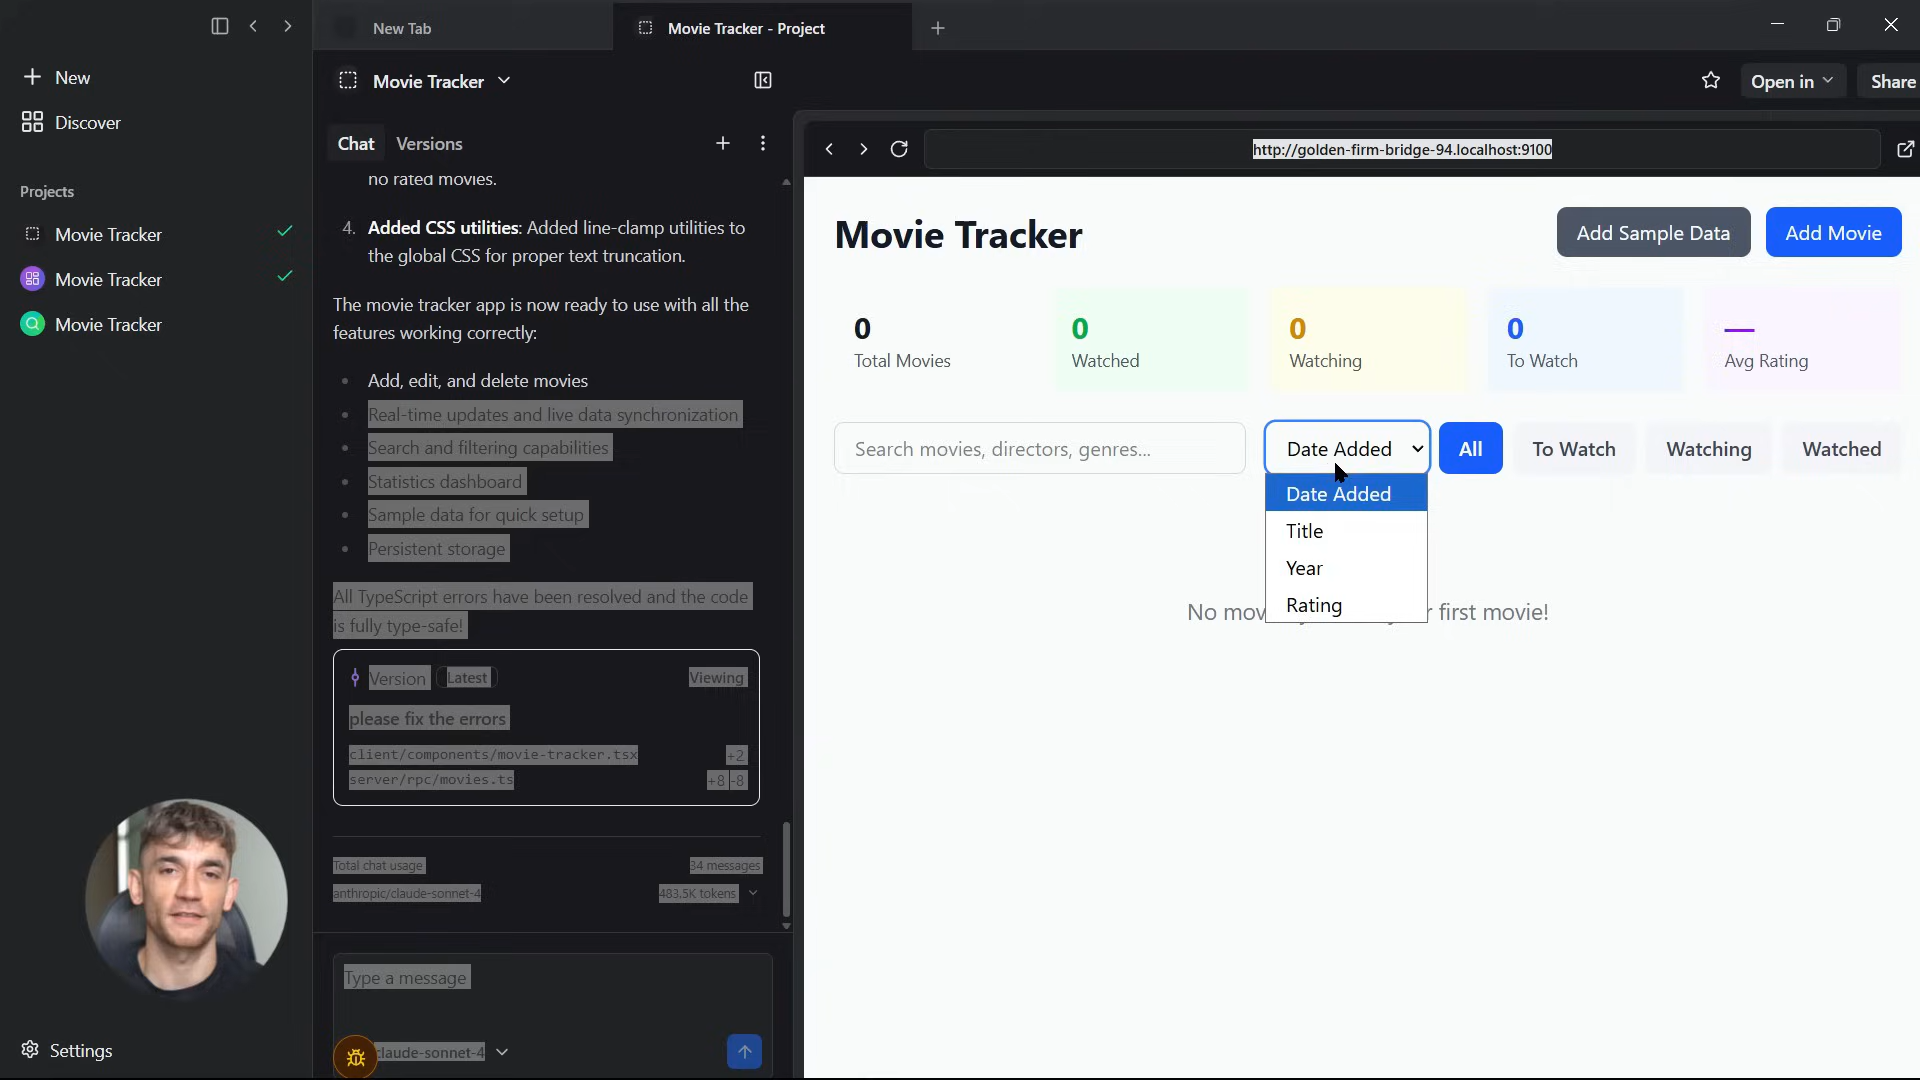 New Tab
Movie Tracker - Project
New
Discover
Projects
Movie Tracker
Movie Tracker
Movie Tracker
Settings
Movie Tracker
Open in
Share
Chat
Versions
no rated movies.
4. Added CSS utilities: Added line-clamp utilities to
the global CSS for proper text truncation.
The movie tracker app is now ready to use with all the
features working correctly:
Add, edit, and delete movies
Real-time updates and live data synchronization
Search and filtering capabilities
Statistics dashboard
Sample data for quick setup
Persistent storage
All TypeScript errors have been resolved and the code
is fully type-safe!
Version Latest Viewing
please fix the errors
client/components/movie-tracker.tsx +2
server/rpc/movies.ts +8 -8
Total chat usage 34 messages
anthropic/claude-sonnet-4 483.5K tokens
Type a message
claude-sonnet-4
http://golden-firm-bridge-94.localhost:9100
Movie Tracker
Add Sample Data
Add Movie
0
Total Movies
0
Watched
0
Watching
0
To Watch
—
Avg Rating
Search movies, directors, genres...
Date Added
All
To Watch
Watching
Watched
Date Added
Title
Year
Rating
No first movie!